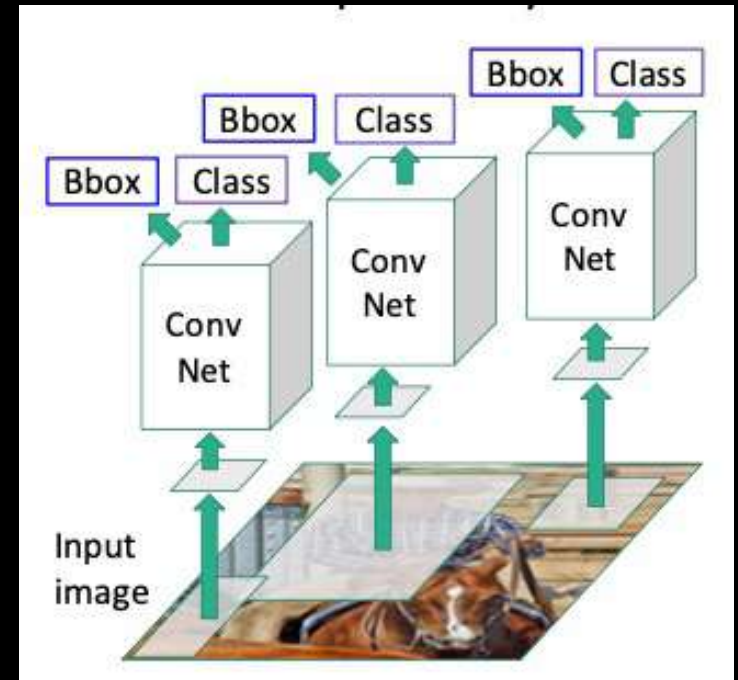 Bbox Class
Bbox Class
Bbox Class
Conv
Net
Conv
Net
Conv
Net
Input
image